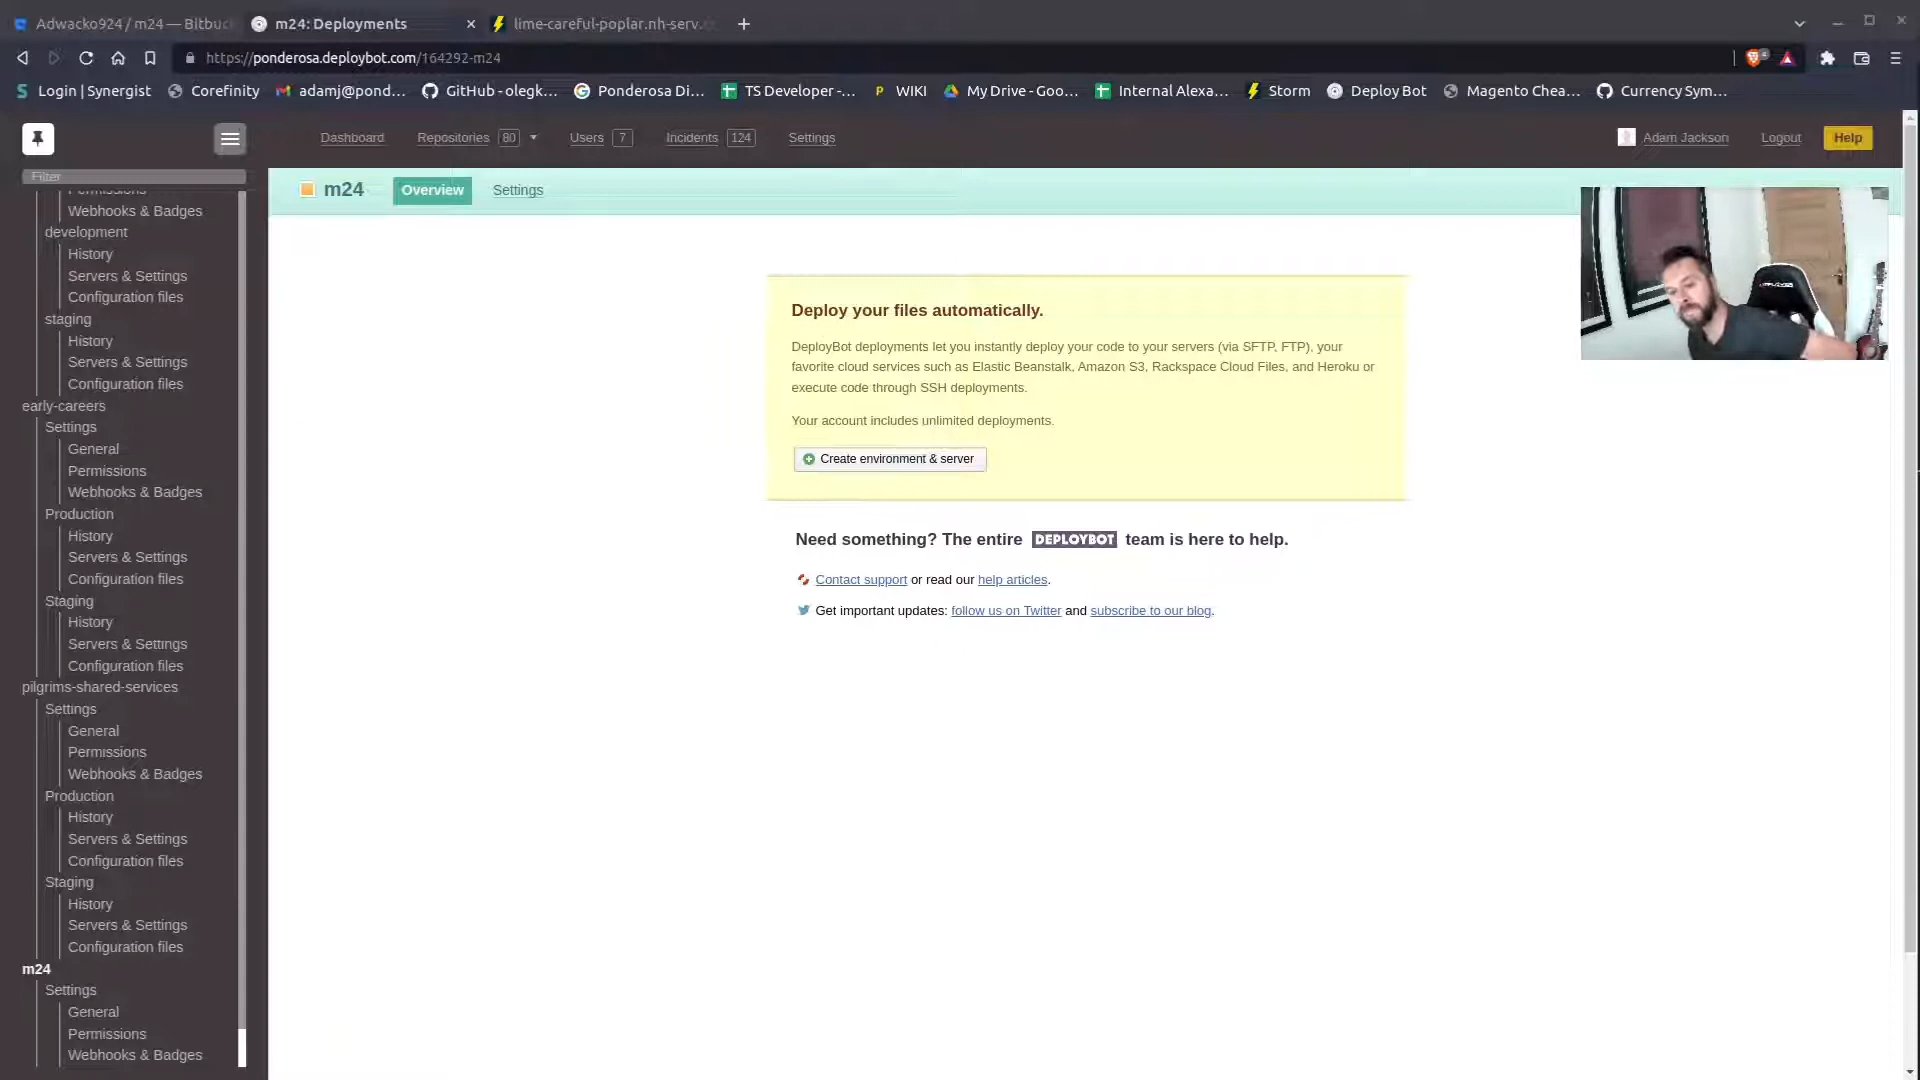 Adwacko924 / m24 — Bitbuc
m24: Deployments
lime-careful-poplar.nh-serv.
https://ponderosa.deploybot.com/164292-m24
Login | Synergist
Corefinity
adamj@pond...
GitHub - olegk...
Ponderosa Di...
TS Developer -...
WIKI
My Drive - Goo...
Internal Alexa...
Storm
Deploy Bot
Magento Chea...
Currency Sym...
Dashboard
Repositories 80
Users 7
Incidents 124
Settings
Adam Jackson
Logout
Help
Filter
m24
Overview
Settings
Permissions
Webhooks & Badges
development
History
Servers & Settings
Configuration files
staging
History
Servers & Settings
Configuration files
early-careers
Settings
General
Permissions
Webhooks & Badges
Production
History
Servers & Settings
Configuration files
Staging
History
Servers & Settings
Configuration files
pilgrims-shared-services
Settings
General
Permissions
Webhooks & Badges
Production
History
Servers & Settings
Configuration files
Staging
History
Servers & Settings
Configuration files
m24
Settings
General
Permissions
Webhooks & Badges
Deploy your files automatically.
DeployBot deployments let you instantly deploy your code to your servers (via SFTP, FTP), your
favorite cloud services such as Elastic Beanstalk, Amazon S3, Rackspace Cloud Files, and Heroku or
execute code through SSH deployments.
Your account includes unlimited deployments.
Create environment & server
Need something? The entire DEPLOYBOT team is here to help.
Contact support or read our help articles.
Get important updates: follow us on Twitter and subscribe to our blog.